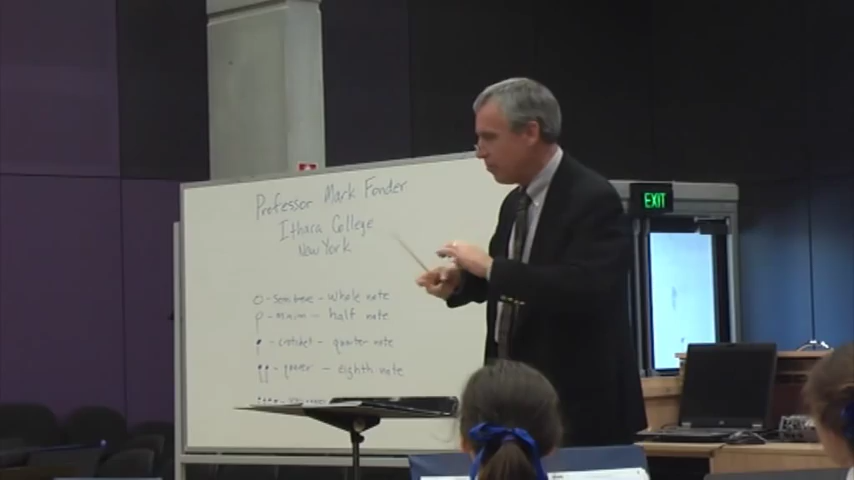 Professor Mark Fonder
Ithaca College
New York
- semibreve - whole note
- minim - half note
- crotchet - quarter note
- quaver - eighth note
EXIT